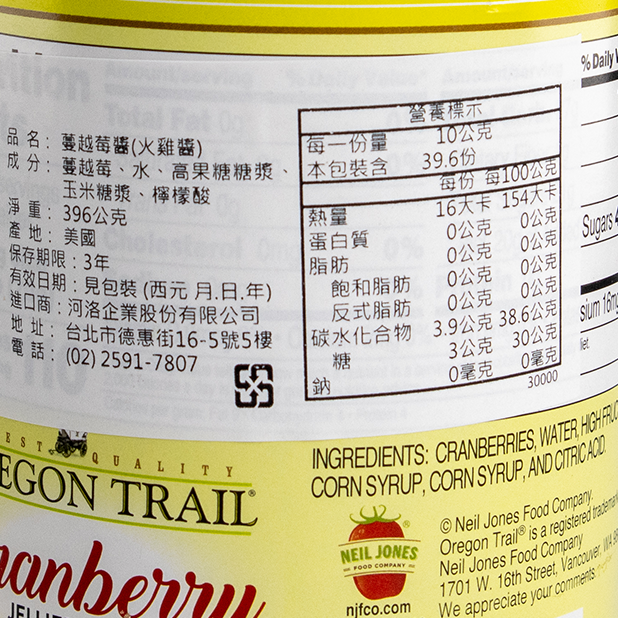 % Daily V
Amount/serving % Daily Value* Amount/serving
Total Fat 0g
0%
Cholesterol 0mg 0%
品名：蔓越莓醬(火雞醬)
成分：蔓越莓、水、高果糖糖漿、
玉米糖漿、檸檬酸
淨重：396公克
產地：美國
保存期限：3年
有效日期：見包裝 (西元 月.日.年)
進口商：河洛企業股份有限公司
地址：台北市德惠街16-5號5樓
電話：(02) 2591-7807
營養標示
每一份量 10公克
本包裝含 39.6份
每份 每100公克
熱量 16大卡 154大卡
蛋白質 0公克 0公克
脂肪 0公克 0公克
飽和脂肪 0公克 0公克
反式脂肪 0公克 0公克
碳水化合物 3.9公克 38.6公克
糖 3公克 30公克
鈉 0毫克 0毫克
30000
Sugars 4
sium 16mg
iet.
EST QUALITY
EGON TRAIL®
anberry
JELLIE
INGREDIENTS: CRANBERRIES, WATER, HIGH FRUC
CORN SYRUP, CORN SYRUP, AND CITRIC ACID.
NEIL JONES
FOOD COMPANY
njfco.com
© Neil Jones Food Company.
Oregon Trail® is a registered trademar
Neil Jones Food Company
1701 W. 16th Street, Vancouver, WA 9
We appreciate your comments.